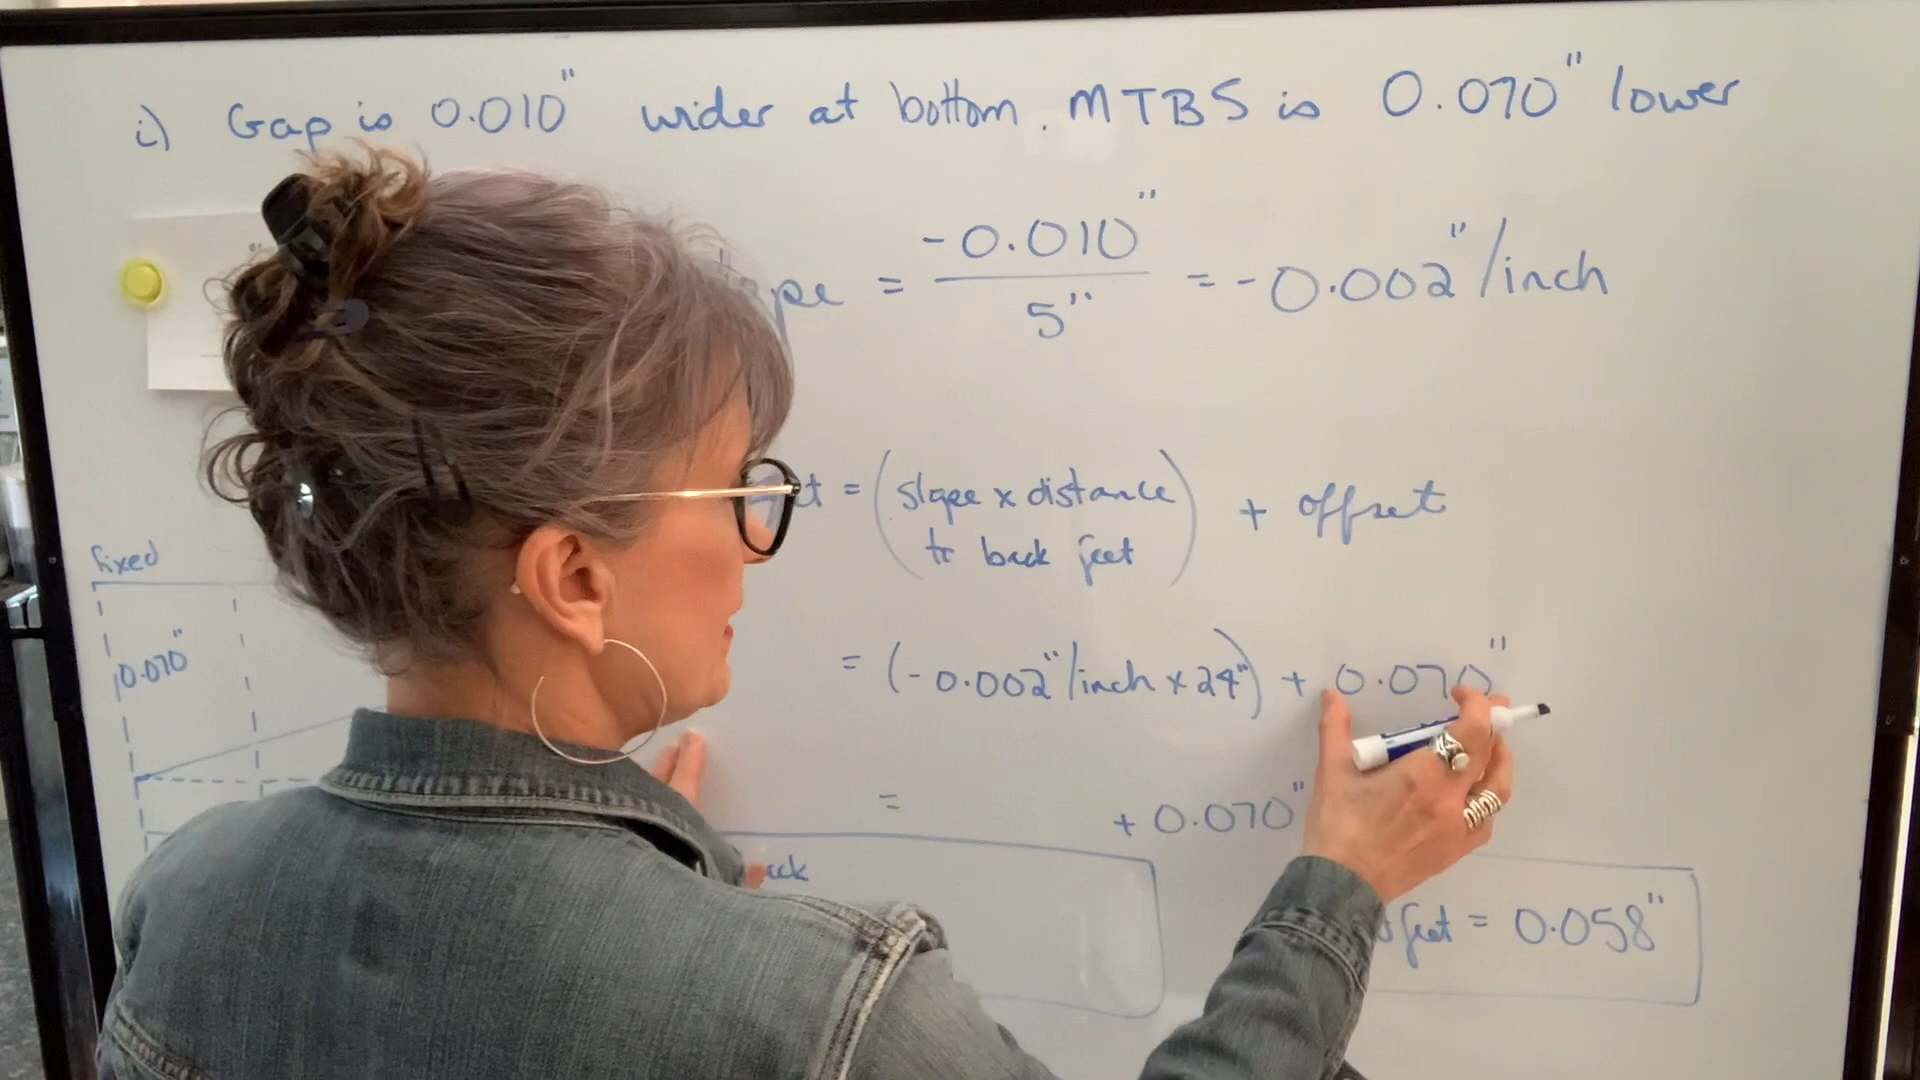 i) Gap is 0.010" wider at bottom. MTBS is 0.070" lower
-0.010"
= = -0.002"/inch
5"
= (slope x distance to back feet) + offset
= (-0.002"/inch x 24") + 0.070"
= + 0.070"
feet = 0.058"
fixed
0.070"